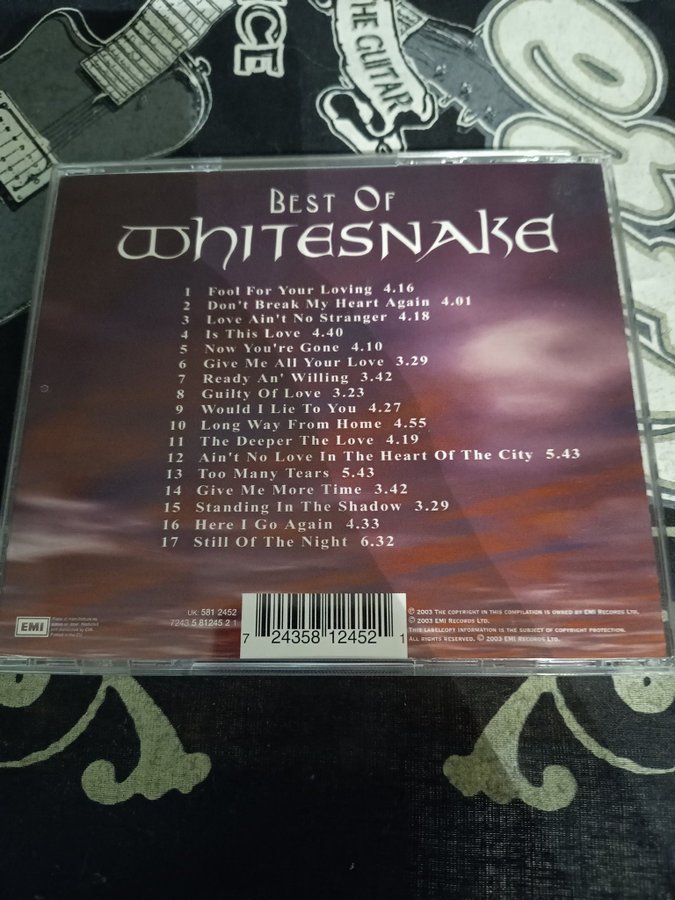 NCE
THE GUITAR
BEST OF
WHITESNAKE
1 Fool For Your Loving 4.16
2 Don't Break My Heart Again 4.01
3 Love Ain't No Stranger 4.18
4 Is This Love 4.40
5 Now You're Gone 4.10
6 Give Me All Your Love 3.29
7 Ready An' Willing 3.42
8 Guilty Of Love 3.23
9 Would I Lie To You 4.27
10 Long Way From Home 4.55
11 The Deeper The Love 4.19
12 Ain't No Love In The Heart Of The City 5.43
13 Too Many Tears 5.43
14 Give Me More Time 3.42
15 Standing In The Shadow 3.29
16 Here I Go Again 4.33
17 Still Of The Night 6.32
EMI
UK: 581 2452
7243 5 81245 2 1
7 24358 12452 1
℗ 2003 THE COPYRIGHT IN THIS COMPILATION IS OWNED BY EMI RECORDS LTD.
© 2003 EMI RECORDS LTD.
THIS LABELCOPY INFORMATION IS THE SUBJECT OF COPYRIGHT PROTECTION.
ALL RIGHTS RESERVED. © 2003 EMI RECORDS LTD.